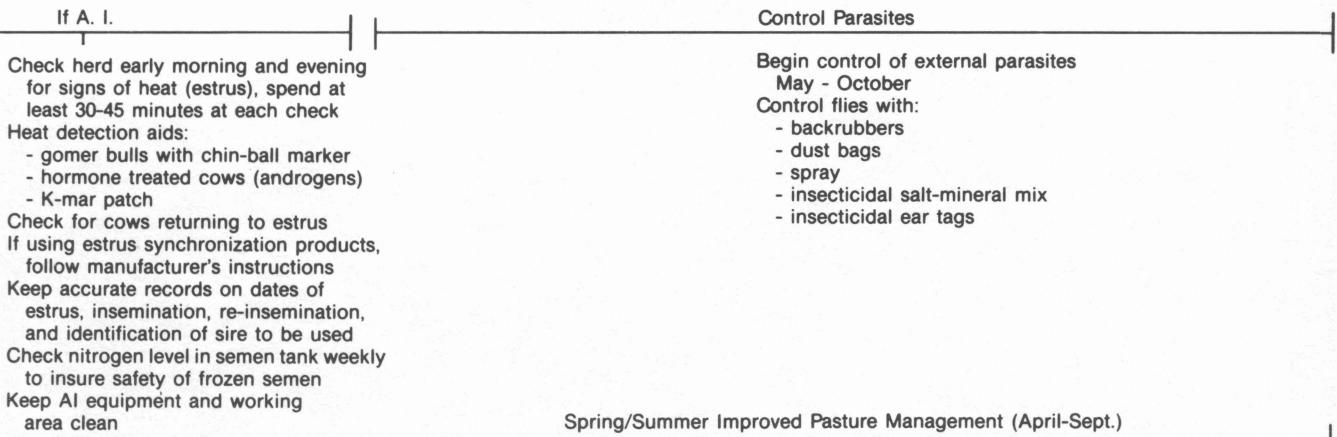 If A. I.
Check herd early morning and evening
for signs of heat (estrus), spend at
least 30-45 minutes at each check
Heat detection aids:
- gomer bulls with chin-ball marker
- hormone treated cows (androgens)
- K-mar patch
Check for cows returning to estrus
If using estrus synchronization products,
follow manufacturer's instructions
Keep accurate records on dates of
estrus, insemination, re-insemination,
and identification of sire to be used
Check nitrogen level in semen tank weekly
to insure safety of frozen semen
Keep AI equipment and working
area clean
Control Parasites
Begin control of external parasites
May - October
Control flies with:
- backrubbers
- dust bags
- spray
- insecticidal salt-mineral mix
- insecticidal ear tags
Spring/Summer Improved Pasture Management (April-Sept.)